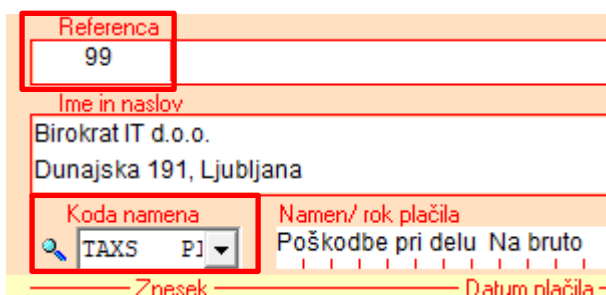 Referenca
99
Ime in naslov
Birokrat IT d.o.o.
Dunajska 191, Ljubljana
Koda namena Namen/ rok plačila
TAXS Poškodbe pri delu Na bruto
Znesek Datum plačila